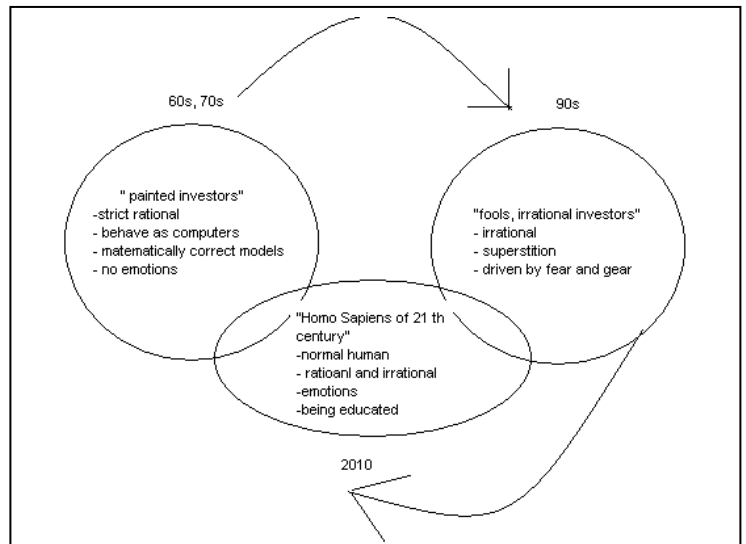 60s, 70s
90s
" painted investors"
-strict rational
- behave as computers
- matematically correct models
- no emotions
"fools, irrational investors"
- irrational
- superstition
- driven by fear and gear
"Homo Sapiens of 21 th
century"
-normal human
- ratioanl and irrational
-emotions
-being educated
2010